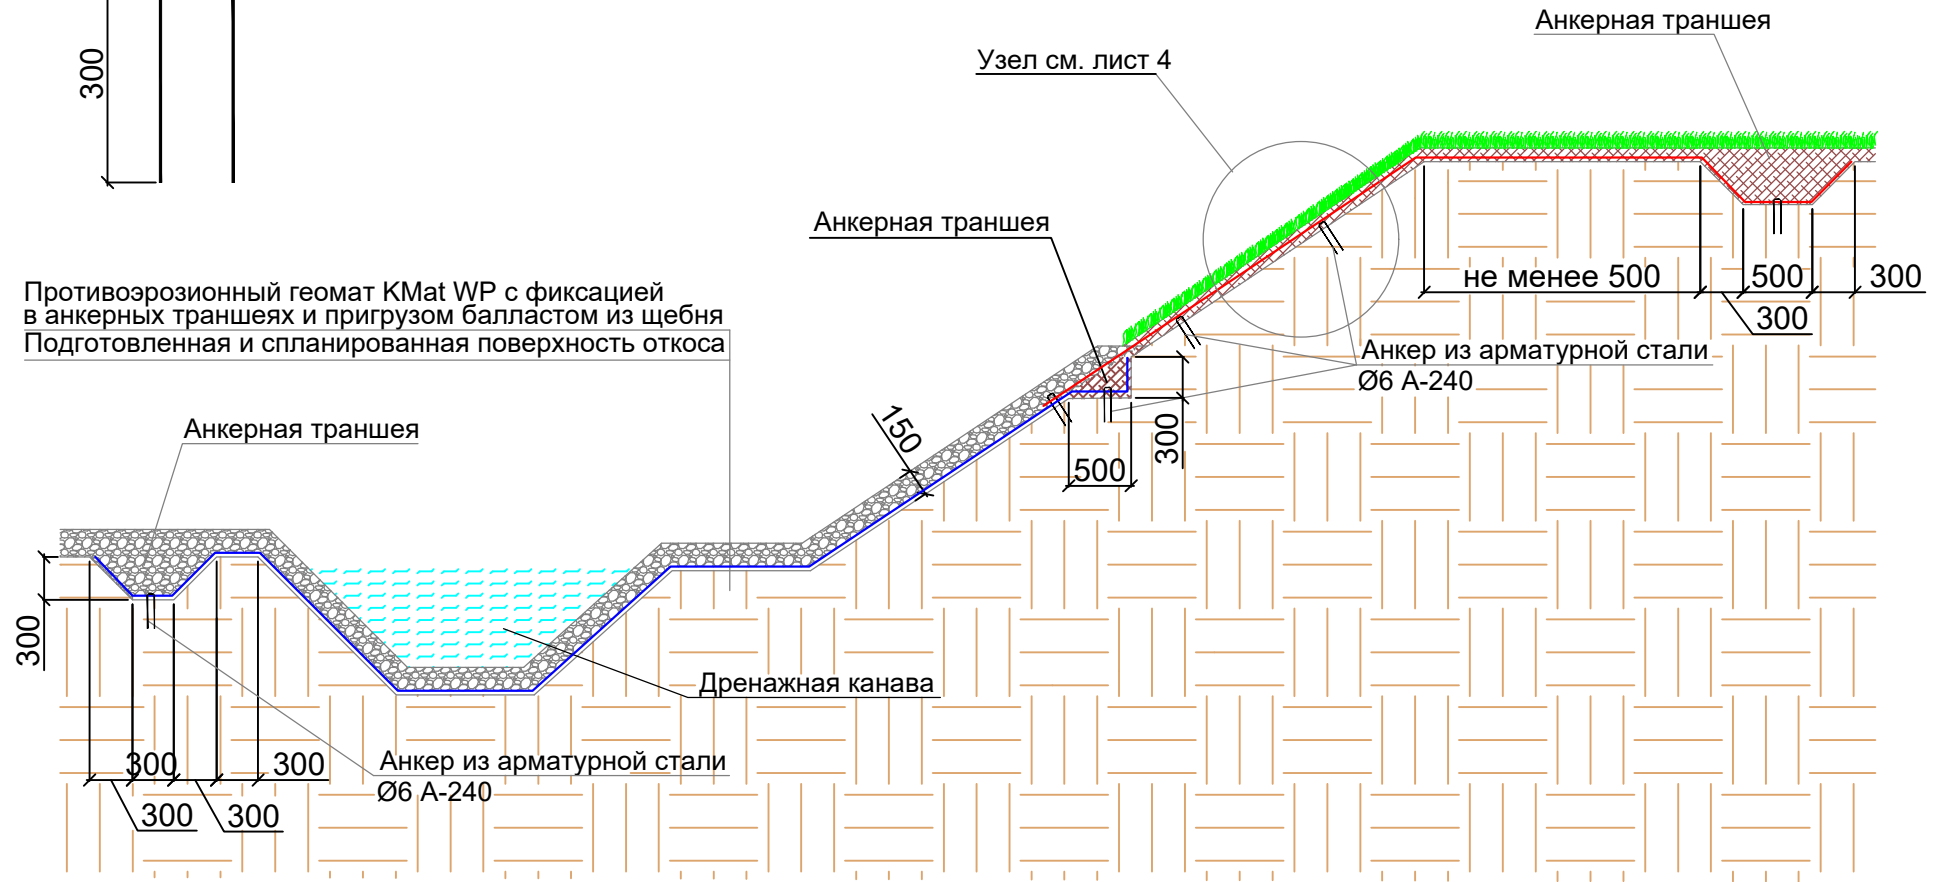 300
Анкерная траншея
Узел см. лист 4
Анкерная траншея
Противоэрозионный геомат KMat WP с фиксацией
в анкерных траншеях и пригрузом балластом из щебня
Подготовленная и спланированная поверхность откоса
не менее 500
500
300
300
Анкер из арматурной стали
Ø6 А-240
150
300
500
Анкерная траншея
300
Дренажная канава
Анкер из арматурной стали
Ø6 А-240
300
300
300
300